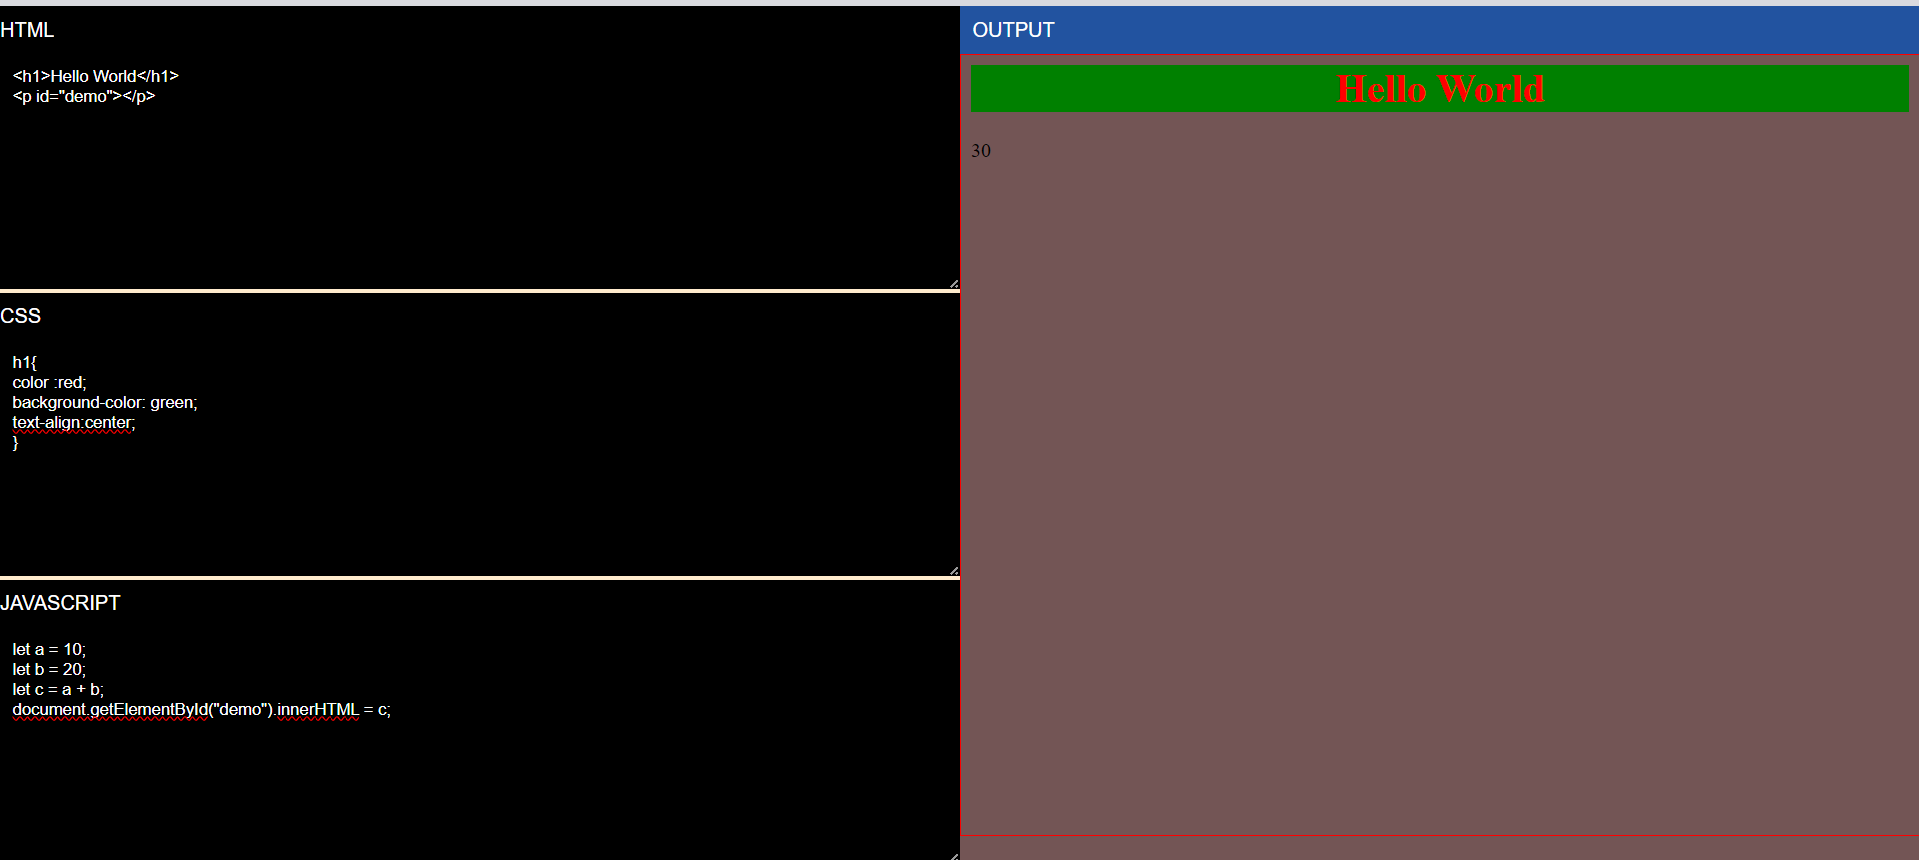 HTML
<h1>Hello World</h1>
<p id="demo"></p>
CSS
h1{
color :red;
background-color: green;
text-align:center;
}
JAVASCRIPT
let a = 10;
let b = 20;
let c = a + b;
document.getElementById("demo").innerHTML = c;
OUTPUT
Hello World
30